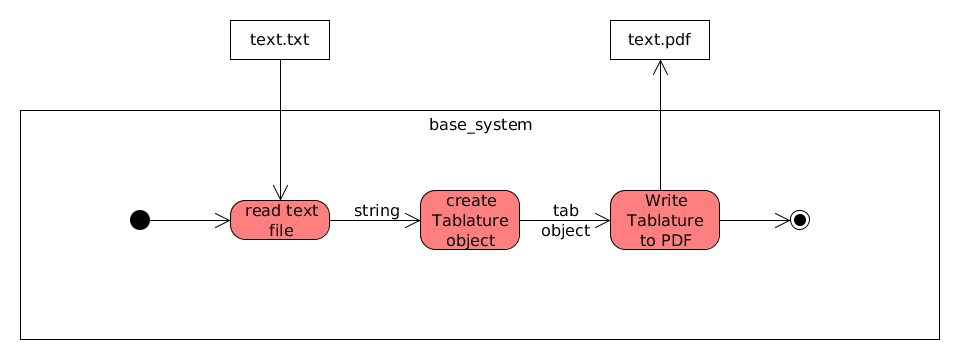 text.txt
text.pdf
base_system
read text
file
string
create
Tablature
object
tab
object
Write
Tablature
to PDF